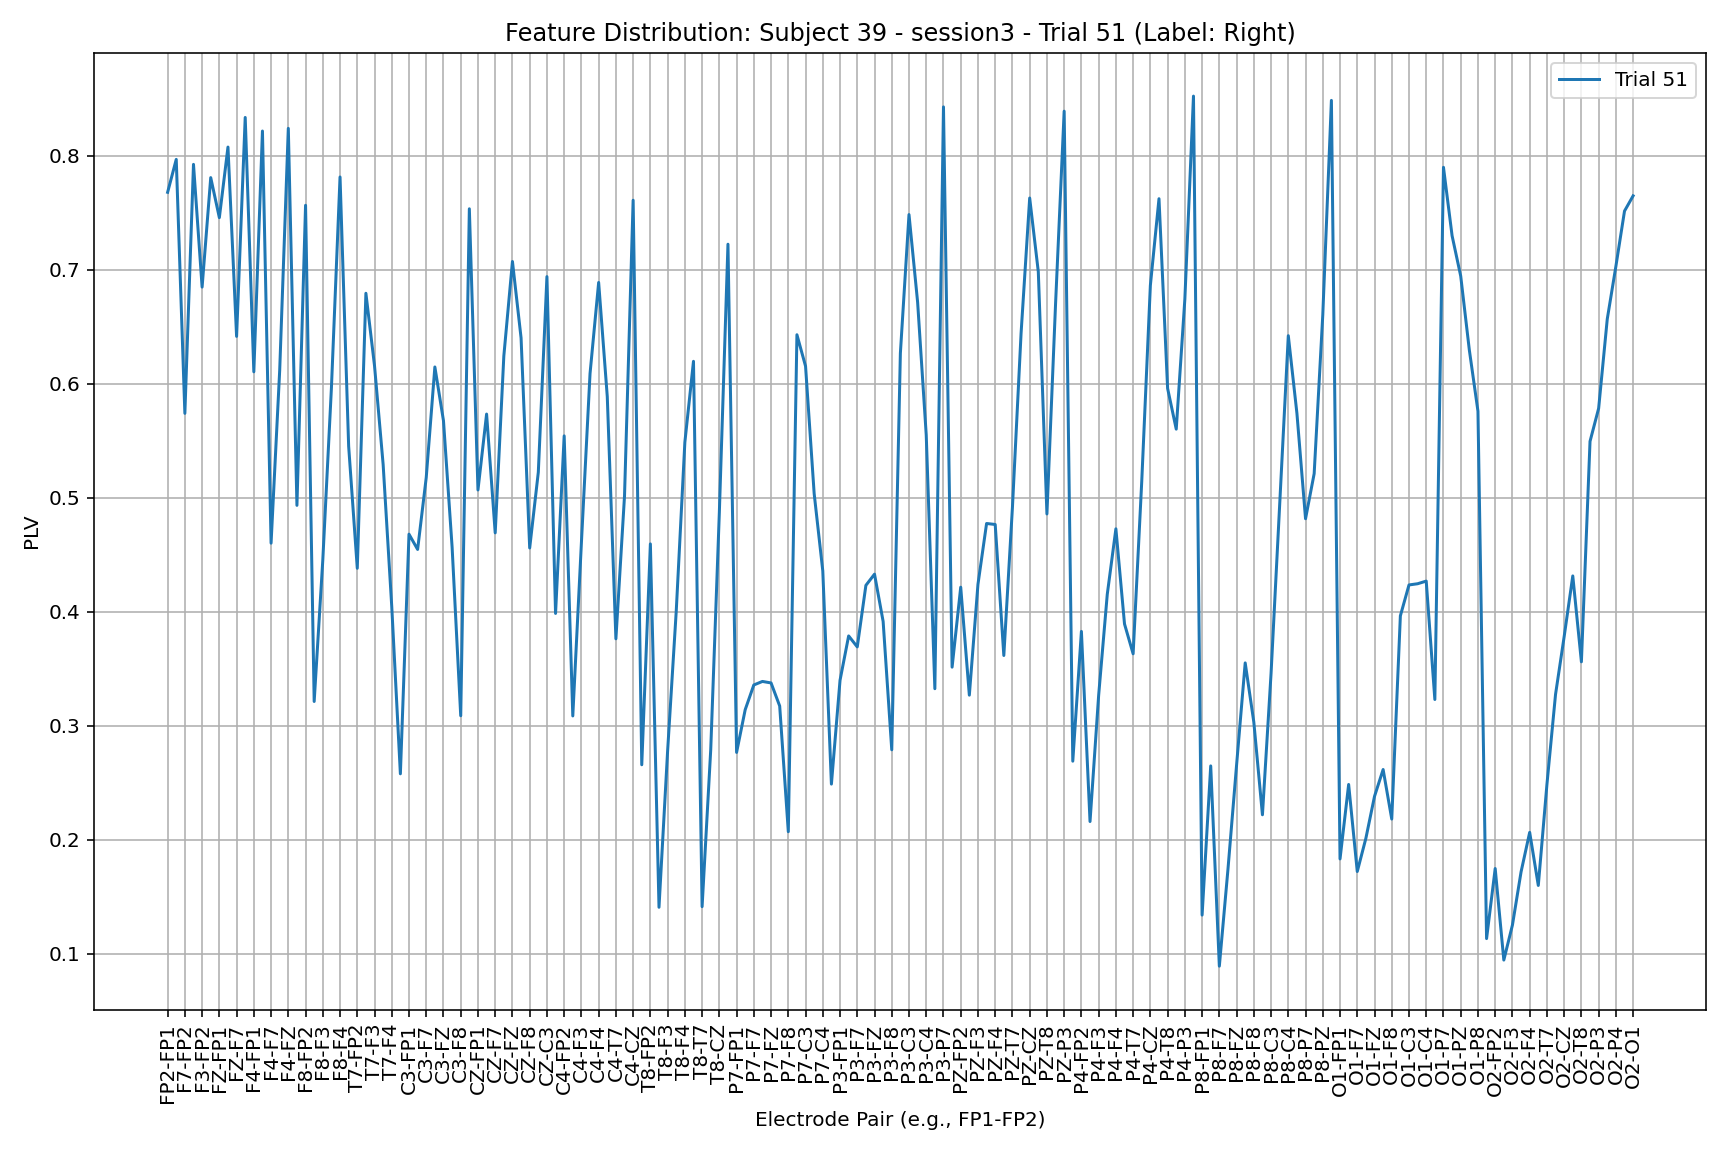 Feature Distribution: Subject 39 - session3 - Trial 51 (Label: Right)
Trial 51
PLV
0.8
0.7
0.6
0.5
0.4
0.3
0.2
0.1
FP2-FP1
F7-FP2
F3-FP2
FZ-FP1
FZ-F7
F4-FP1
F4-F7
F4-FZ
F8-FP2
F8-F3
F8-F4
T7-FP2
T7-F3
T7-F4
C3-FP1
C3-F7
C3-FZ
C3-F8
CZ-FP1
CZ-F7
CZ-FZ
CZ-F8
CZ-C3
C4-FP2
C4-F3
C4-F4
C4-T7
C4-CZ
T8-FP2
T8-F3
T8-F4
T8-T7
T8-CZ
P7-FP1
P7-F7
P7-FZ
P7-F8
P7-C3
P7-C4
P3-FP1
P3-F7
P3-FZ
P3-F8
P3-C3
P3-C4
P3-P7
PZ-FP2
PZ-F3
PZ-F4
PZ-T7
PZ-CZ
PZ-T8
PZ-P3
P4-FP2
P4-F3
P4-F4
P4-T7
P4-CZ
P4-T8
P4-P3
P8-FP1
P8-F7
P8-FZ
P8-F8
P8-C3
P8-C4
P8-P7
P8-PZ
O1-FP1
O1-F7
O1-FZ
O1-F8
O1-C3
O1-C4
O1-P7
O1-PZ
O1-P8
O2-FP2
O2-F3
O2-F4
O2-T7
O2-CZ
O2-T8
O2-P3
O2-P4
O2-O1
Electrode Pair (e.g., FP1-FP2)